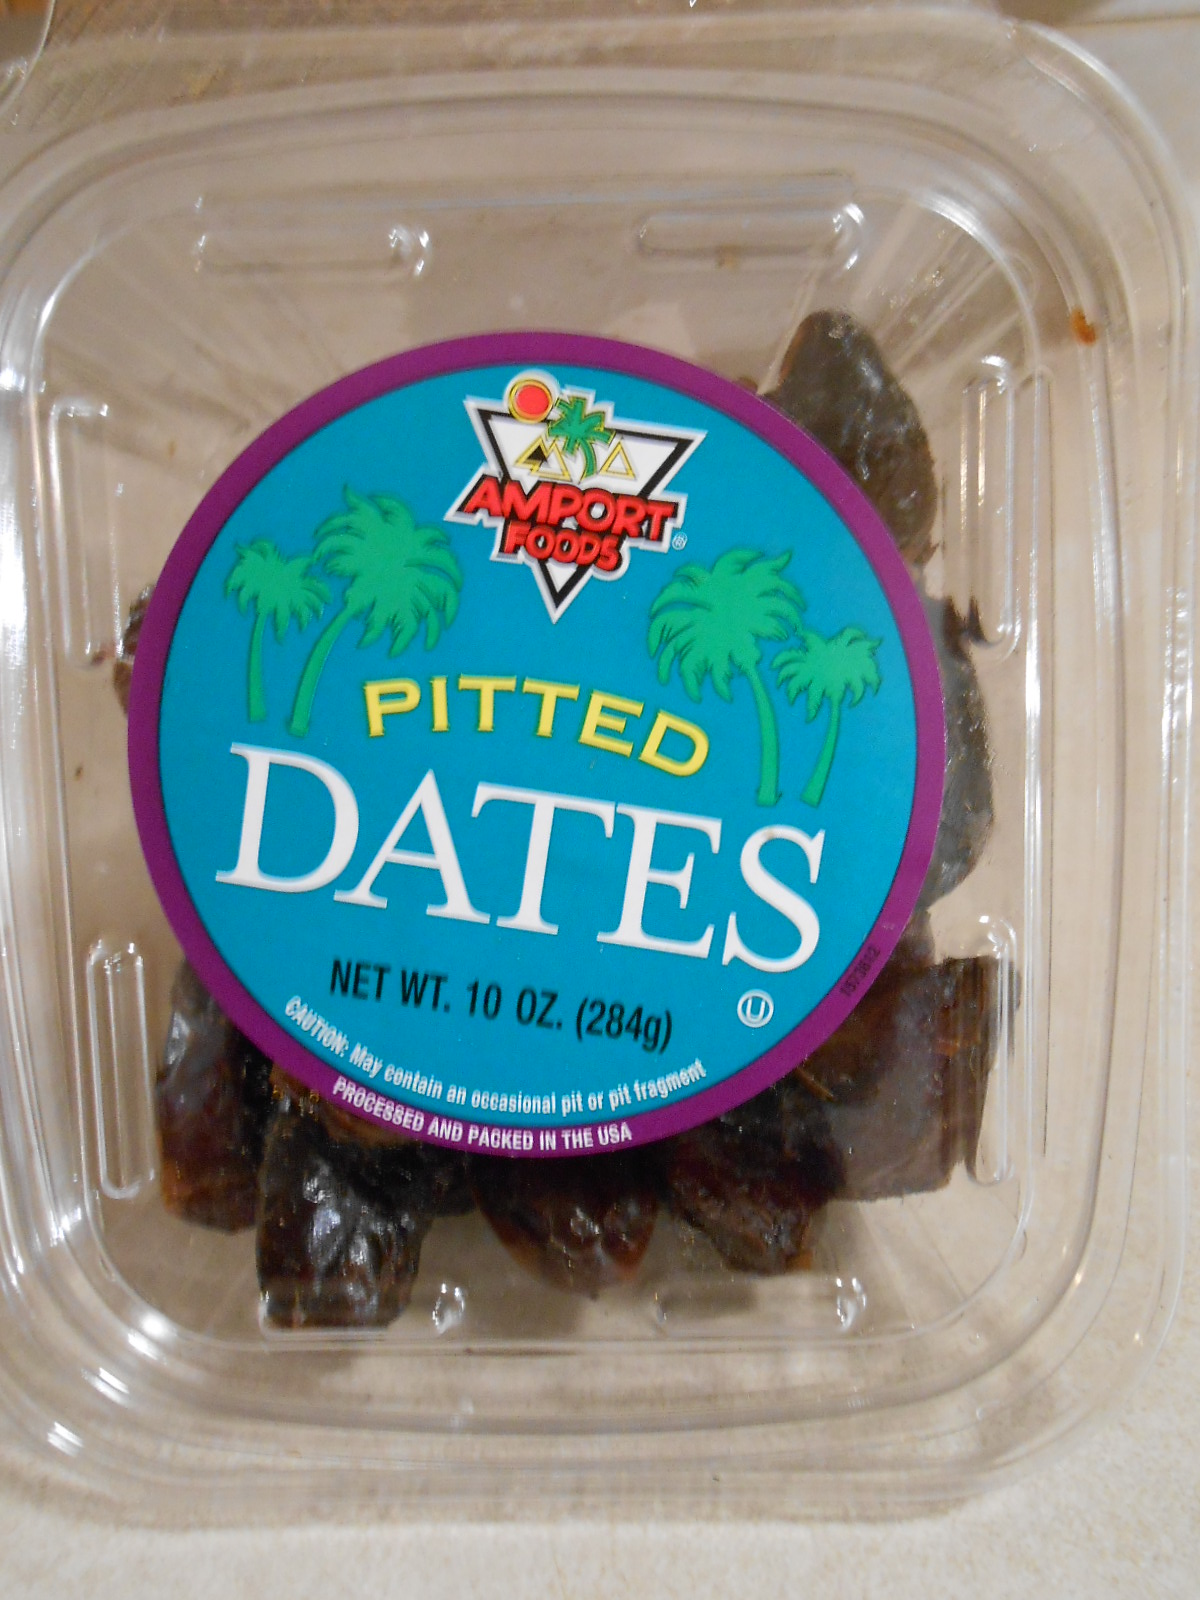 AMPORT
FOODS®
PITTED
DATES
NET WT. 10 OZ. (284g)
U
CAUTION: May contain an occasional pit or pit fragment
PROCESSED AND PACKED IN THE USA